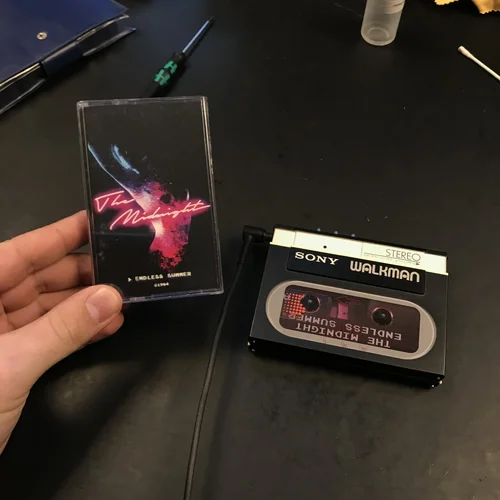 The
Midnight
ENDLESS SUMMER
STEREO
SONY WALKMAN
THE MIDNIGHT
ENDLESS SUMMER